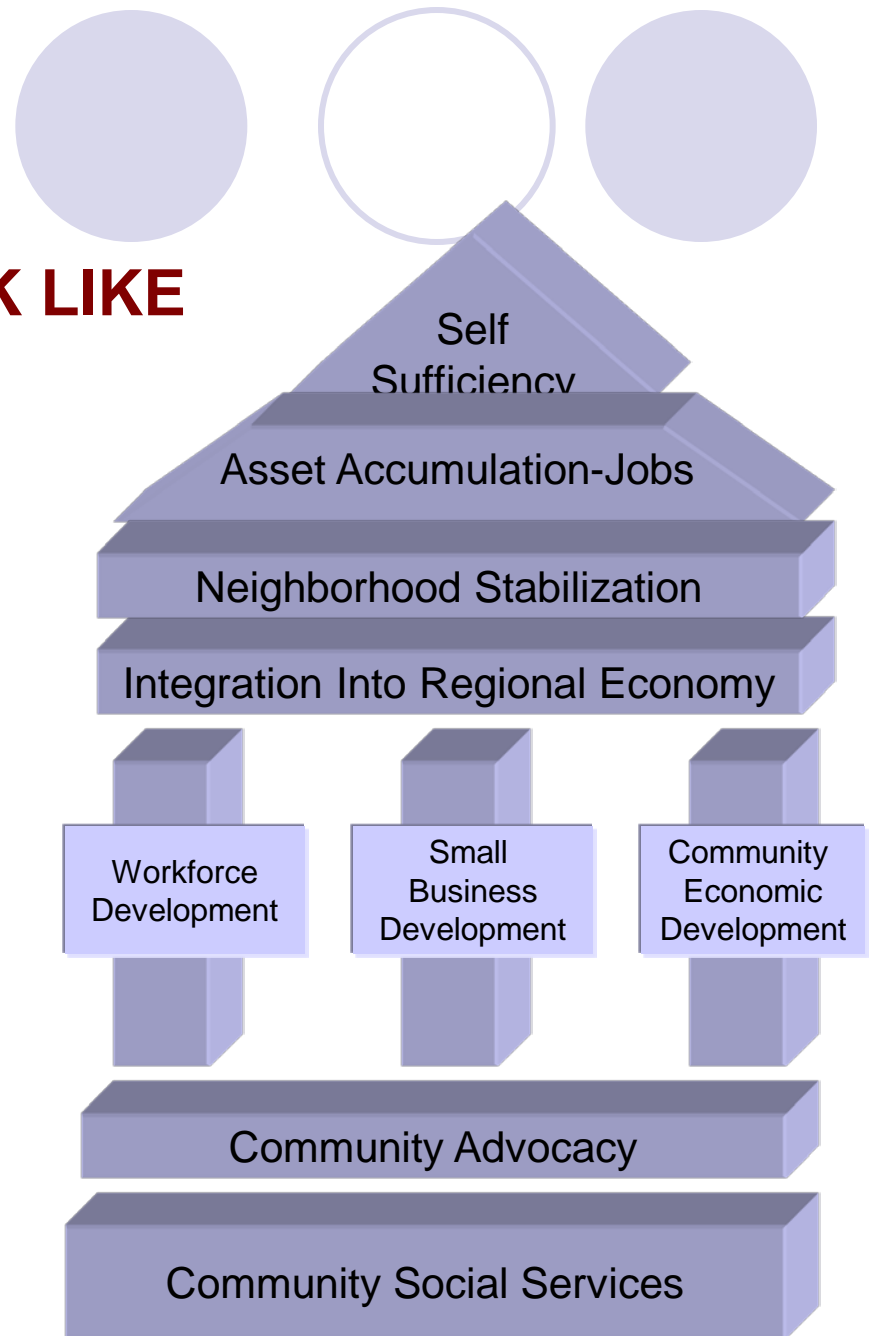 K LIKE
Self
Sufficiency
Asset Accumulation-Jobs
Neighborhood Stabilization
Integration Into Regional Economy
Workforce
Development
Small
Business
Development
Community
Economic
Development
Community Advocacy
Community Social Services